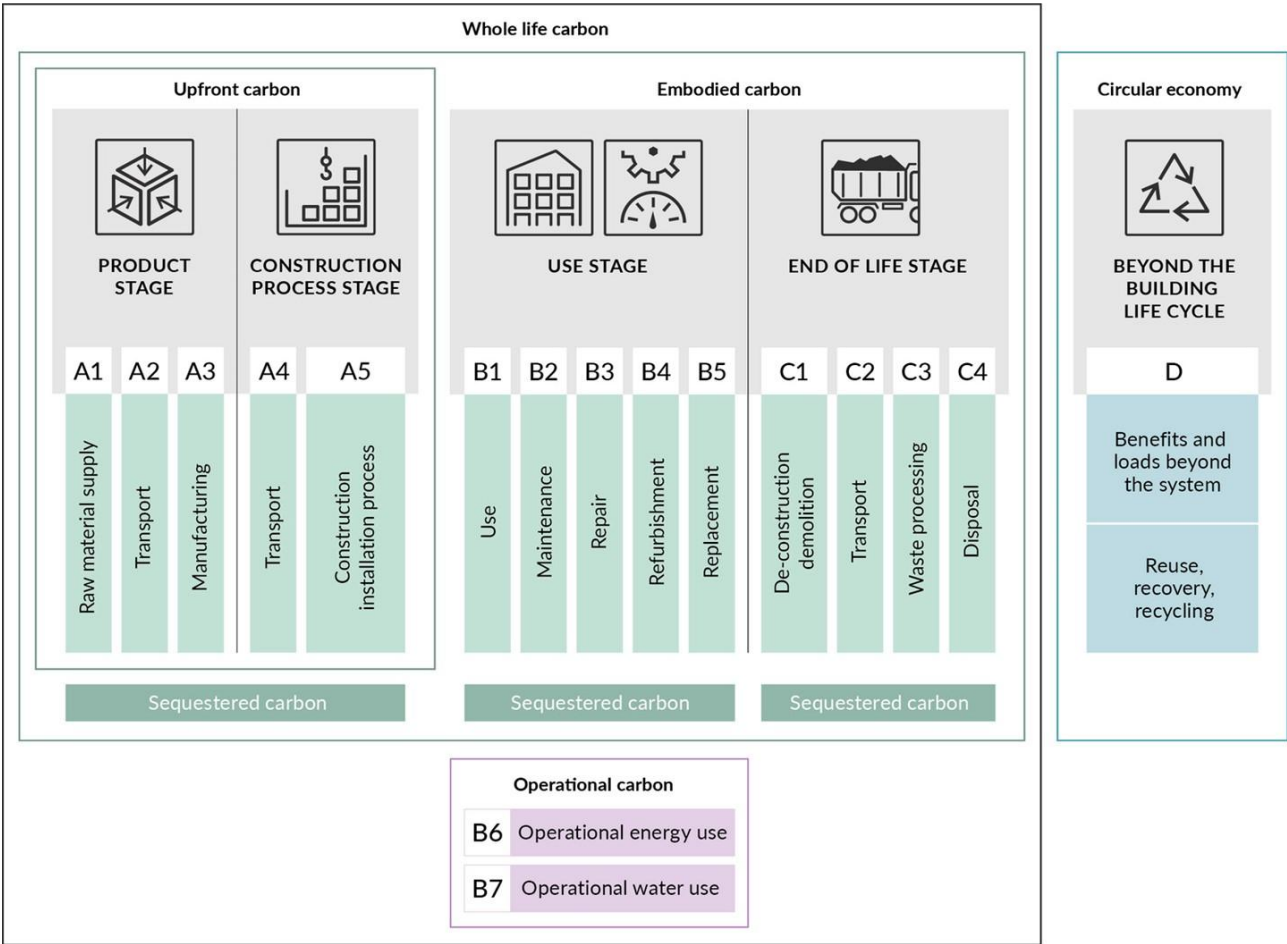 Whole life carbon
Upfront carbon
Embodied carbon
Circular economy
PRODUCT
STAGE
CONSTRUCTION
PROCESS STAGE
USE STAGE
END OF LIFE STAGE
BEYOND THE
BUILDING
LIFE CYCLE
A1
A2
A3
A4
A5
B1
B2
B3
B4
B5
C1
C2
C3
C4
D
Raw material supply
Transport
Manufacturing
Transport
Construction
installation process
Use
Maintenance
Repair
Refurbishment
Replacement
De-construction
demolition
Transport
Waste processing
Disposal
Benefits and
loads beyond
the system
Reuse,
recovery,
recycling
Sequestered carbon
Sequestered carbon
Sequestered carbon
Operational carbon
B6 Operational energy use
B7 Operational water use